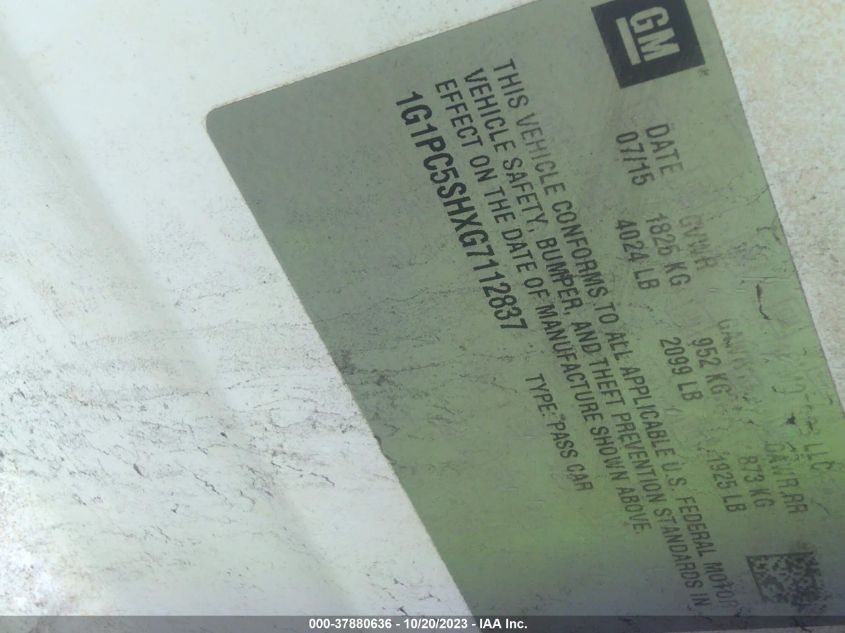 GM
LLC
DATE GVWR GAWR RR
07/15 1825 KG 952 KG 873 KG
4024 LB 2099 LB 1925 LB
THIS VEHICLE CONFORMS TO ALL APPLICABLE U.S. FEDERAL MOTOR
VEHICLE SAFETY, BUMPER, AND THEFT PREVENTION STANDARDS IN
EFFECT ON THE DATE OF MANUFACTURE SHOWN ABOVE.
1G1PC5SHXG7112837 TYPE: PASS CAR
000-37880636 - 10/20/2023 - IAA Inc.